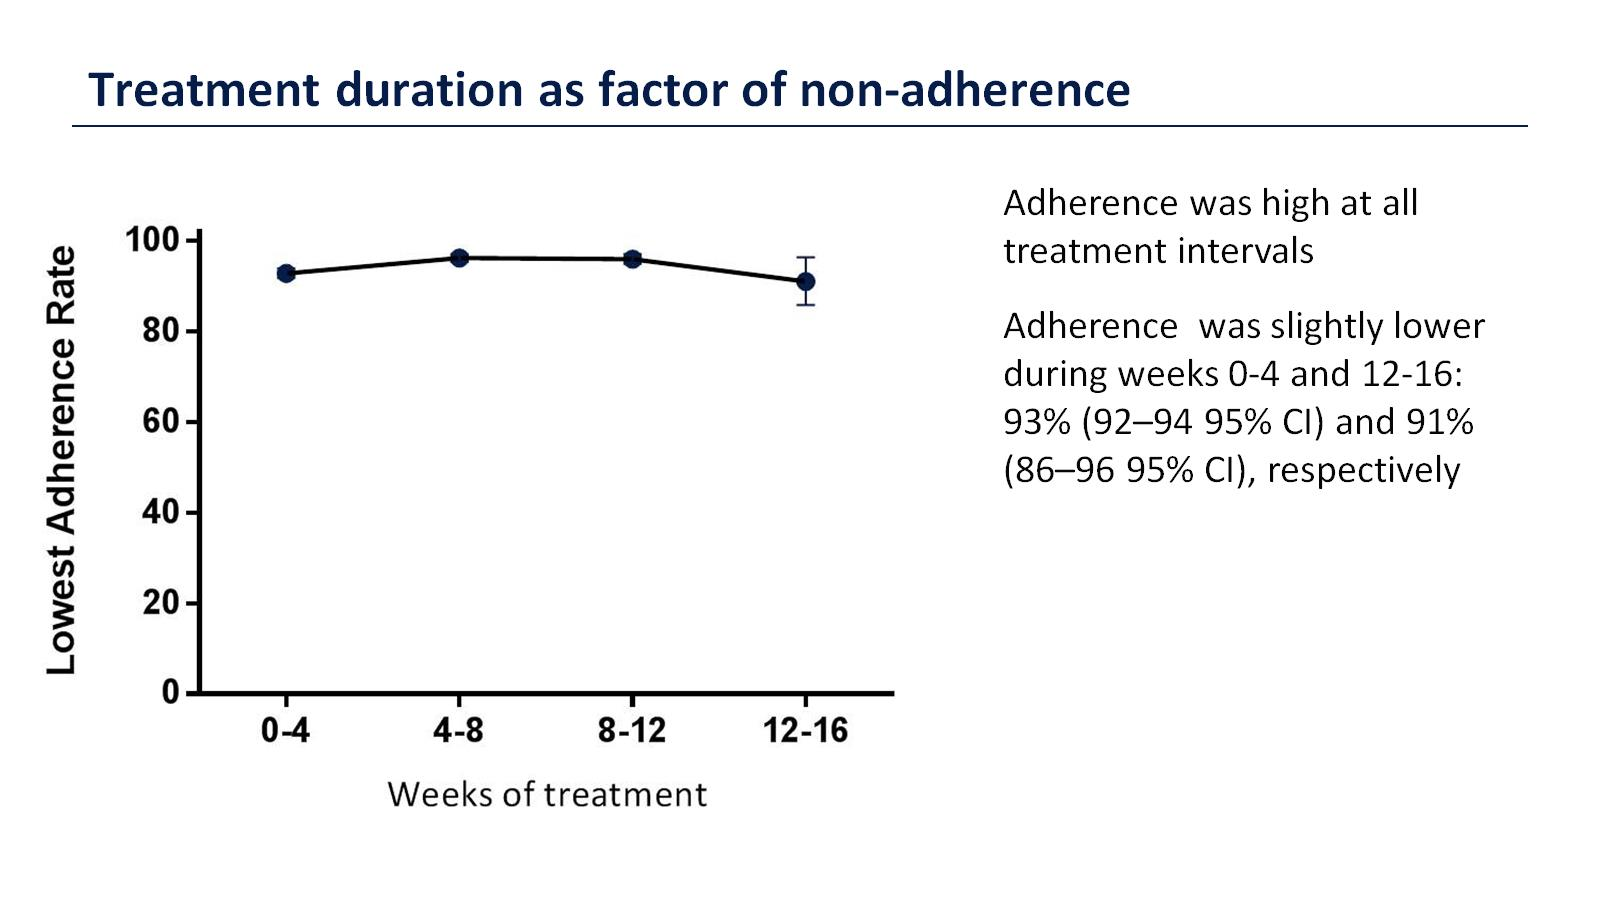 Treatment duration as factor of non-adherence
Adherence was high at all
treatment intervals
Adherence  was slightly lower
during weeks 0-4 and 12-16:
93% (92–94 95% CI) and 91%
(86–96 95% CI), respectively
Lowest Adherence Rate
100
80
60
40
20
0
0-4 4-8 8-12 12-16
Weeks of treatment